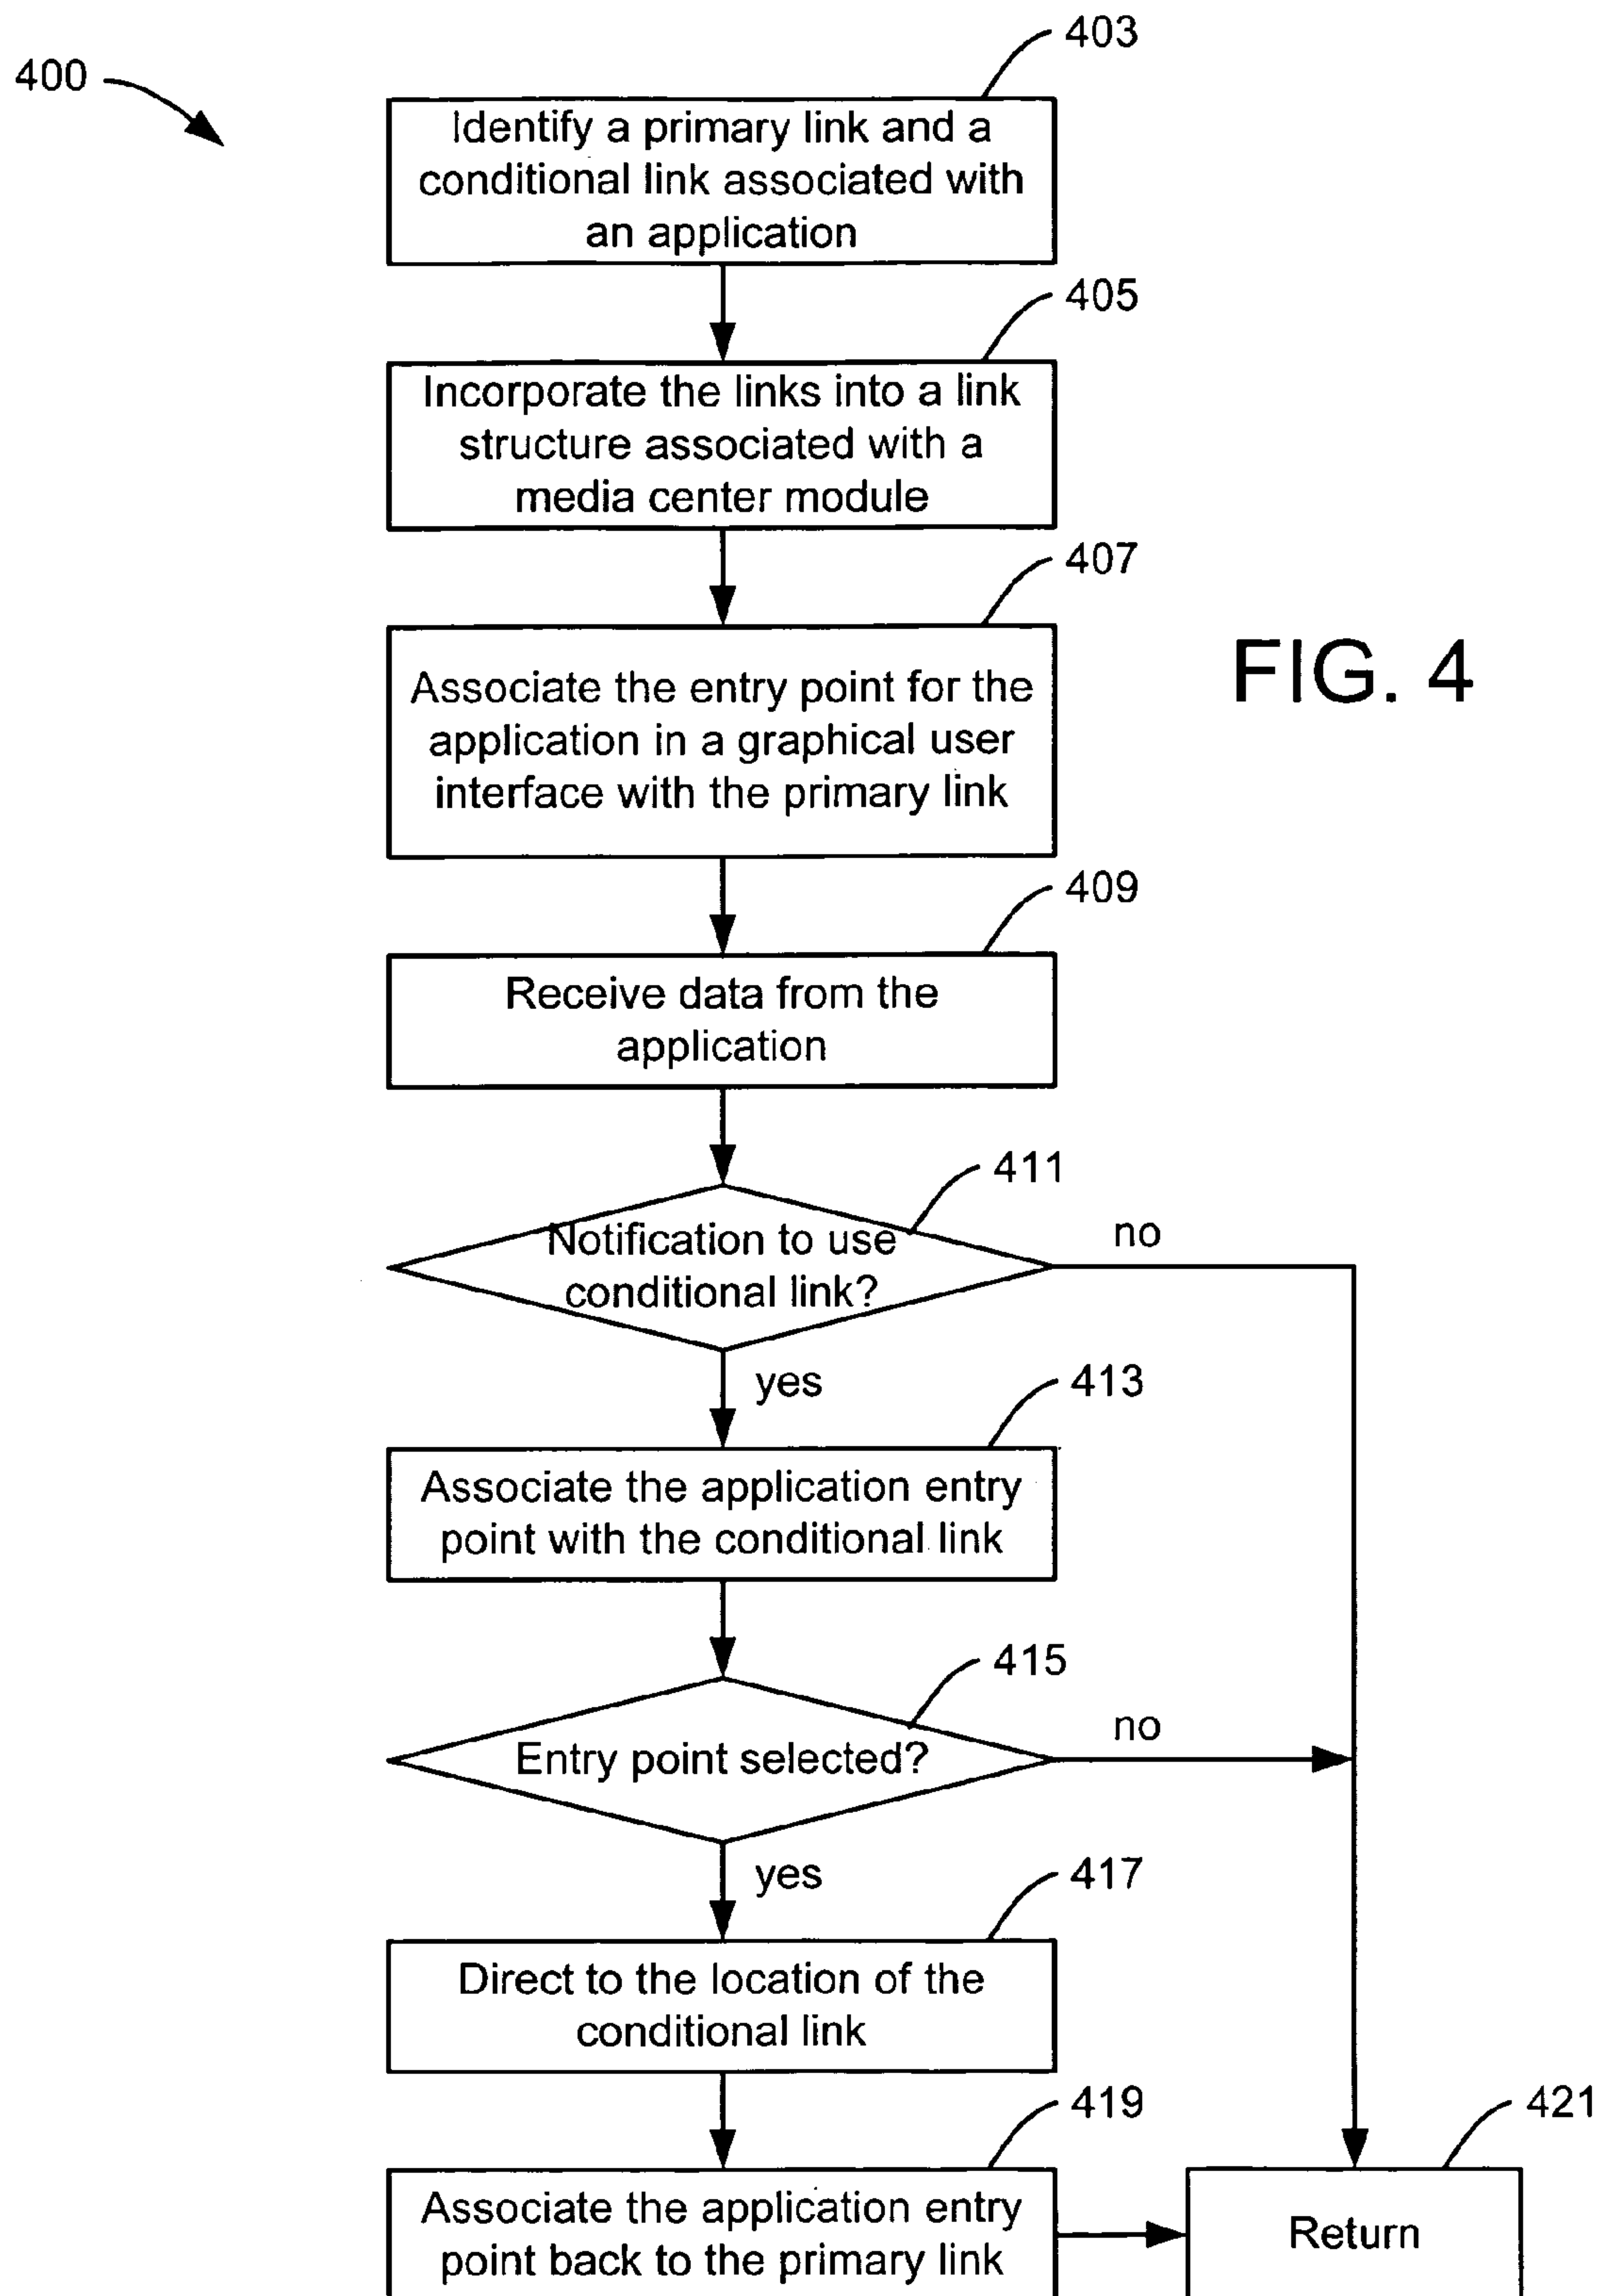 400
403
Identify a primary link and a
conditional link associated with
an application
405
Incorporate the links into a link
structure associated with a
media center module
407
Associate the entry point for the
application in a graphical user
interface with the primary link
FIG. 4
409
Receive data from the
application
411
Notification to use
conditional link?
no
yes
413
Associate the application entry
point with the conditional link
415
Entry point selected?
no
yes
417
Direct to the location of the
conditional link
419
Associate the application entry
point back to the primary link
421
Return